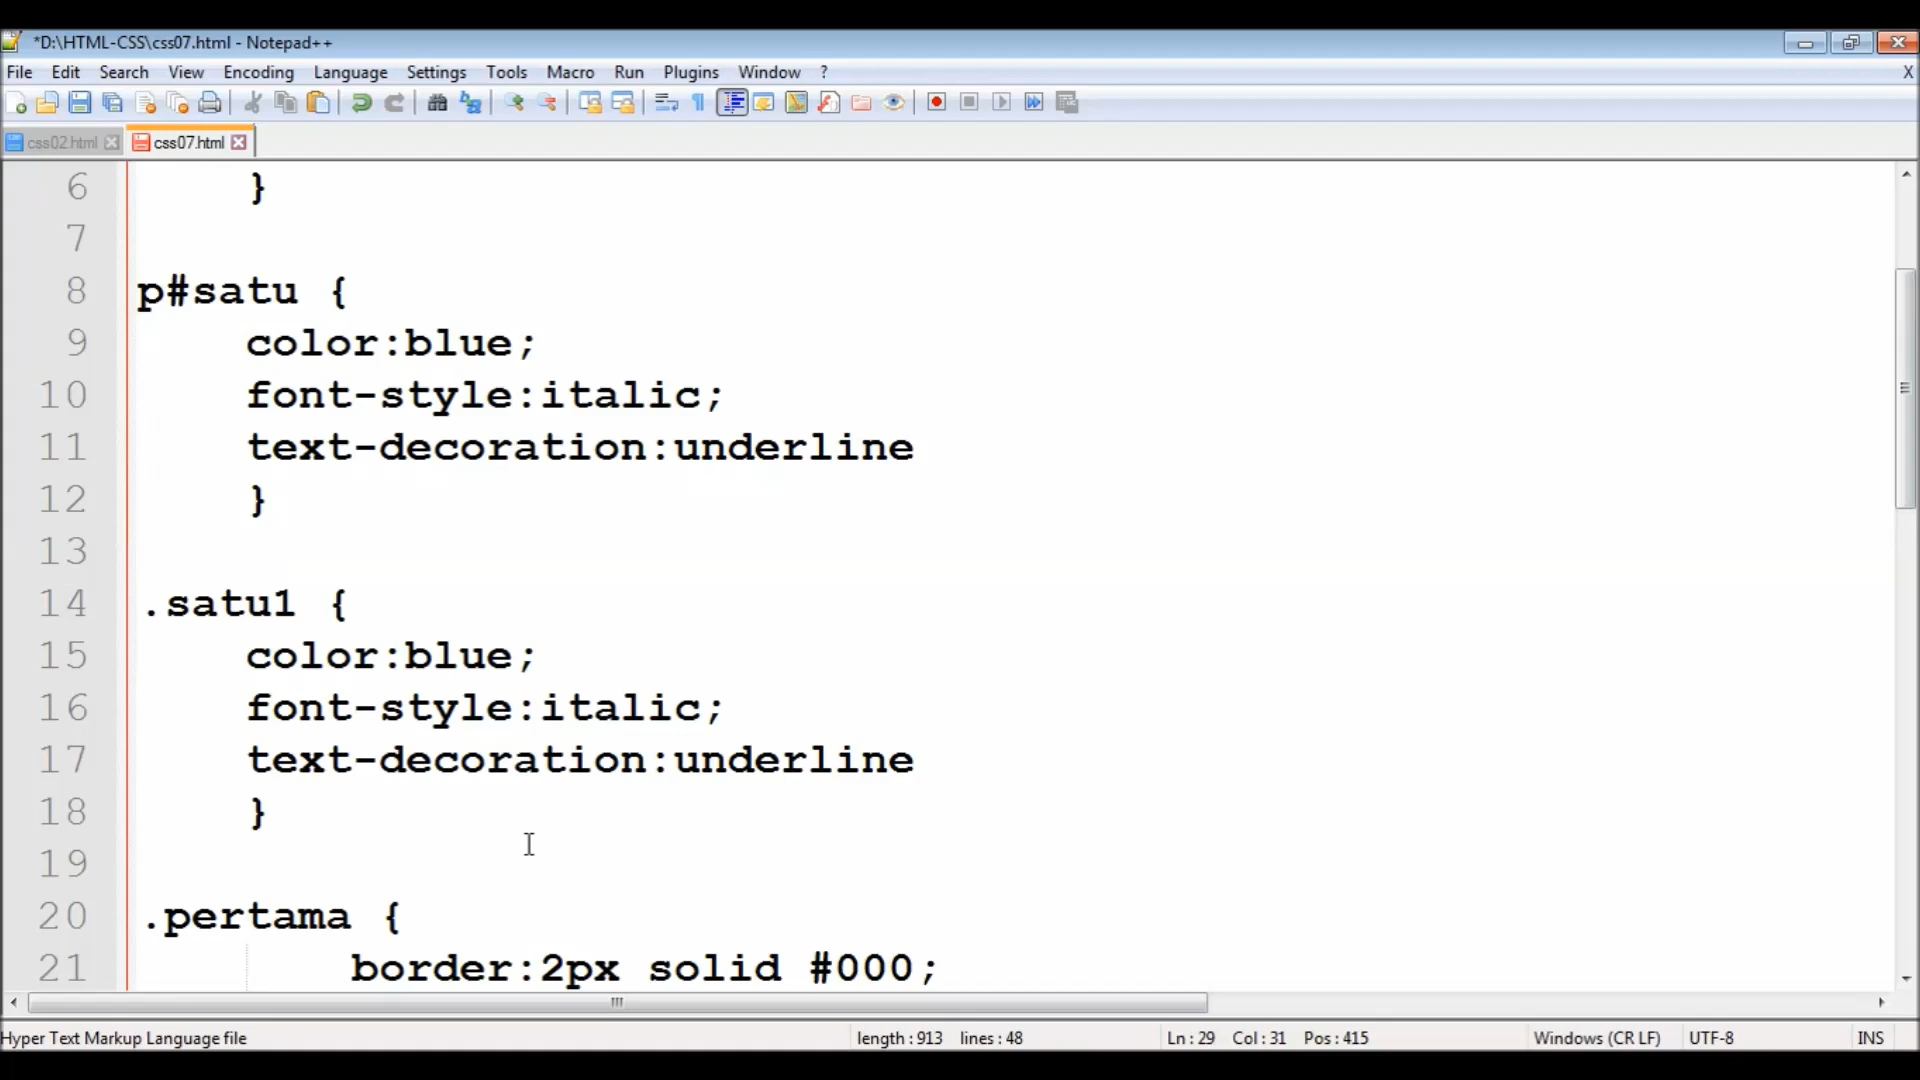 *D:\HTML-CSS\css07.html - Notepad++
File Edit Search View Encoding Language Settings Tools Macro Run Plugins Window ? X
css02.html css07.html
6 }
7
8 p#satu {
9 color:blue;
10 font-style:italic;
11 text-decoration:underline
12 }
13
14 .satu1 {
15 color:blue;
16 font-style:italic;
17 text-decoration:underline
18 }
19
20 .pertama {
21 border:2px solid #000;
Hyper Text Markup Language file length : 913 lines : 48 Ln : 29 Col : 31 Pos : 415 Windows (CR LF) UTF-8 INS